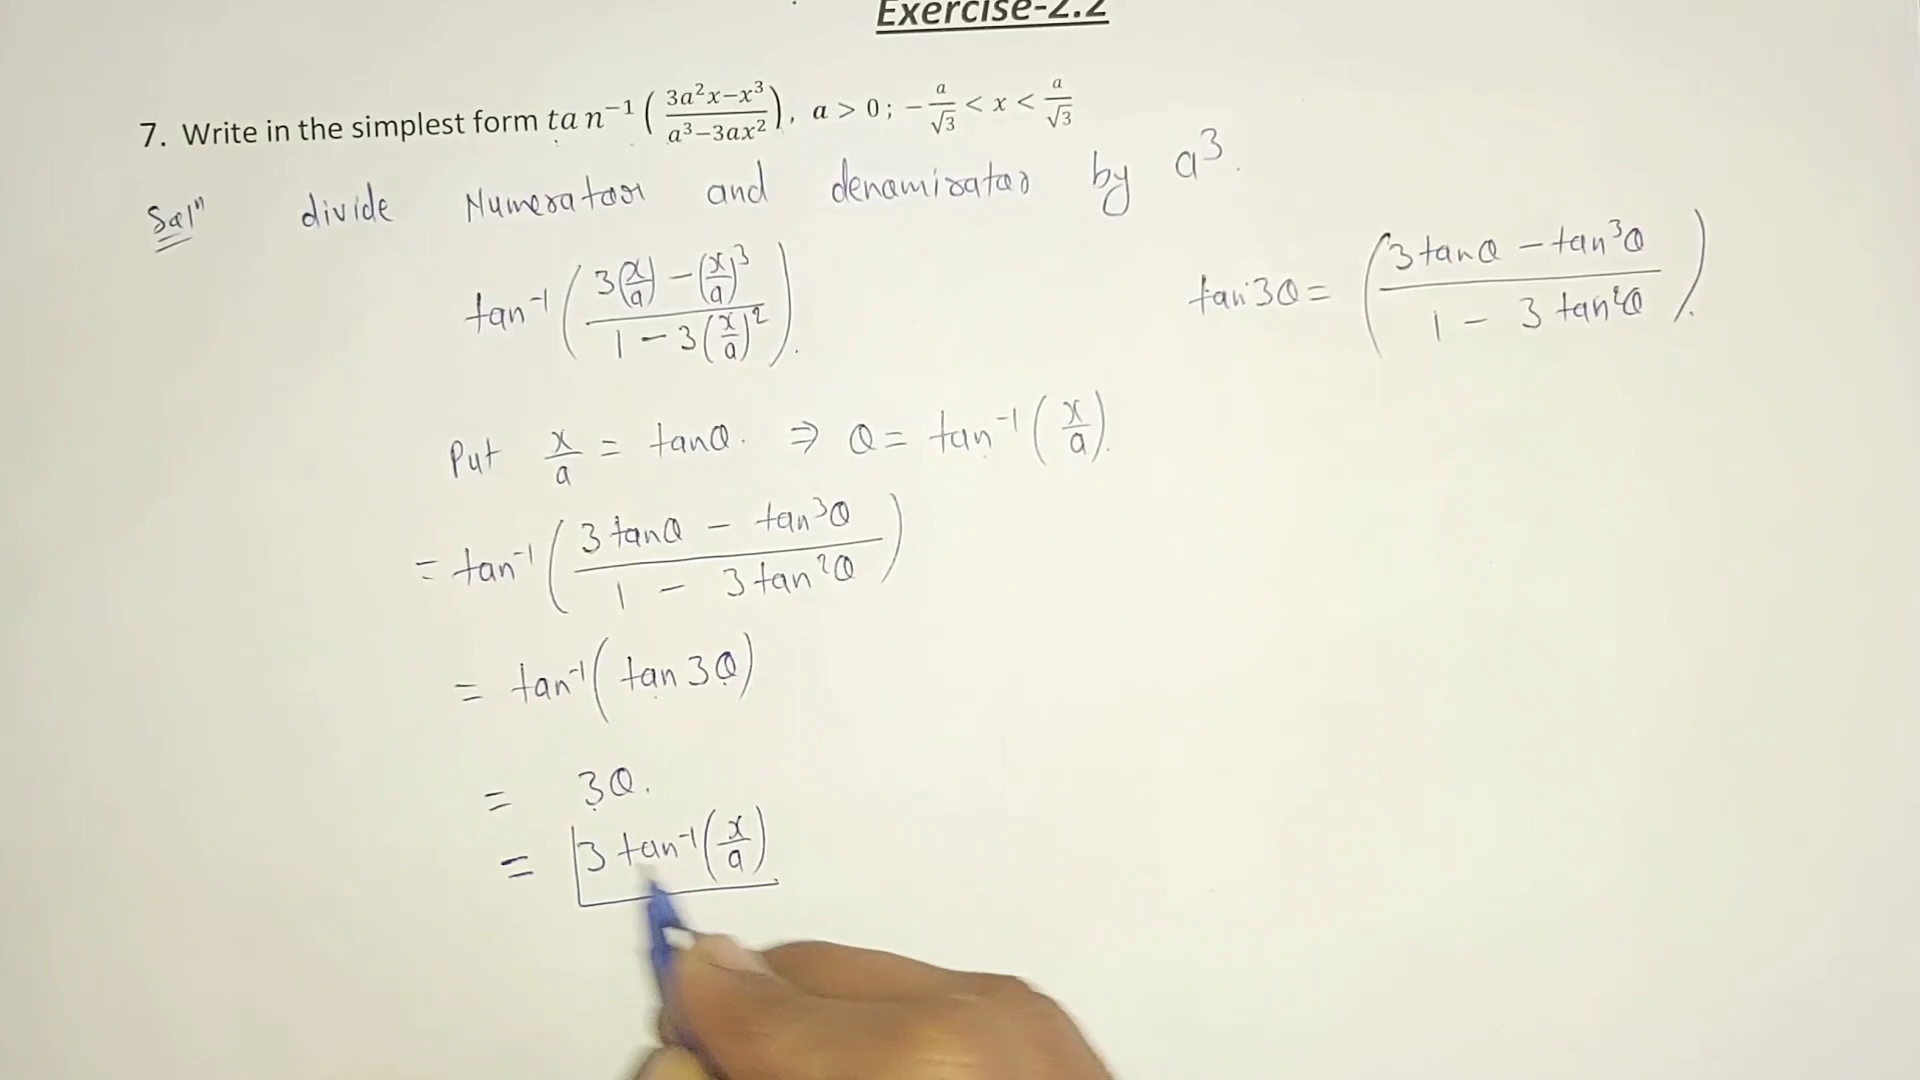 Exercise-2.2
7. Write in the simplest form tan⁻¹((3a²x−x³)/(a³−3ax²)), a > 0; −a/√3 < x < a/√3
Solⁿ divide Numerator and denaminator by a³.
tan⁻¹((3(x/a) − (x/a)³)/(1 − 3(x/a)²)).
tan3θ = ((3tanθ − tan³θ)/(1 − 3tan²θ)).
Put x/a = tanθ. ⇒ θ = tan⁻¹(x/a).
= tan⁻¹((3tanθ − tan³θ)/(1 − 3tan²θ))
= tan⁻¹(tan3θ)
= 3θ.
= 3tan⁻¹(x/a)